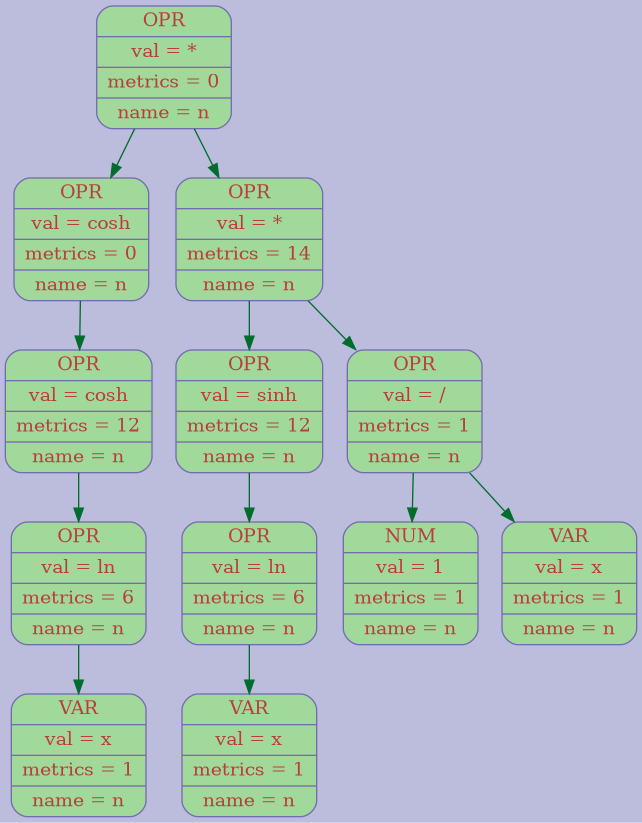 OPR
val = *
metrics = 0
name = n
OPR
val = cosh
metrics = 0
name = n
OPR
val = *
metrics = 14
name = n
OPR
val = cosh
metrics = 12
name = n
OPR
val = sinh
metrics = 12
name = n
OPR
val = /
metrics = 1
name = n
OPR
val = ln
metrics = 6
name = n
OPR
val = ln
metrics = 6
name = n
NUM
val = 1
metrics = 1
name = n
VAR
val = x
metrics = 1
name = n
VAR
val = x
metrics = 1
name = n
VAR
val = x
metrics = 1
name = n